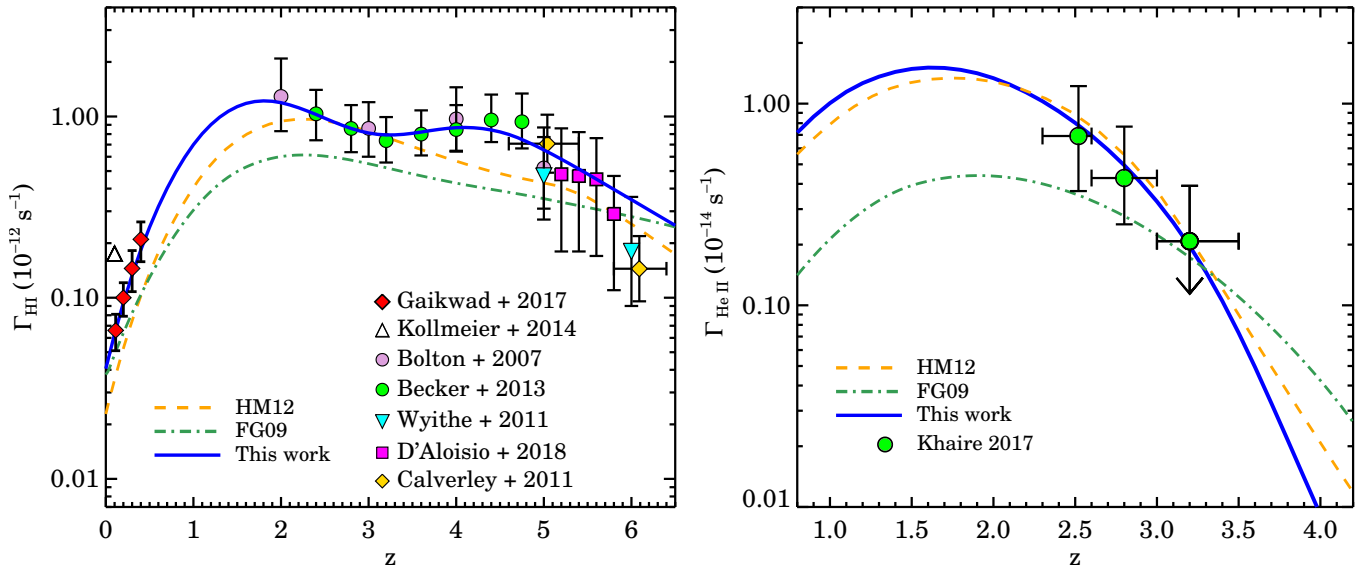 1.00
0.10
0.01
Γ_HI (10⁻¹² s⁻¹)
HM12
FG09
This work
Gaikwad + 2017
Kollmeier + 2014
Bolton + 2007
Becker + 2013
Wyithe + 2011
D'Aloisio + 2018
Calverley + 2011
0 1 2 3 4 5 6
z
1.00
0.10
0.01
Γ_He II (10⁻¹⁴ s⁻¹)
HM12
FG09
This work
Khaire 2017
1.0 1.5 2.0 2.5 3.0 3.5 4.0
z